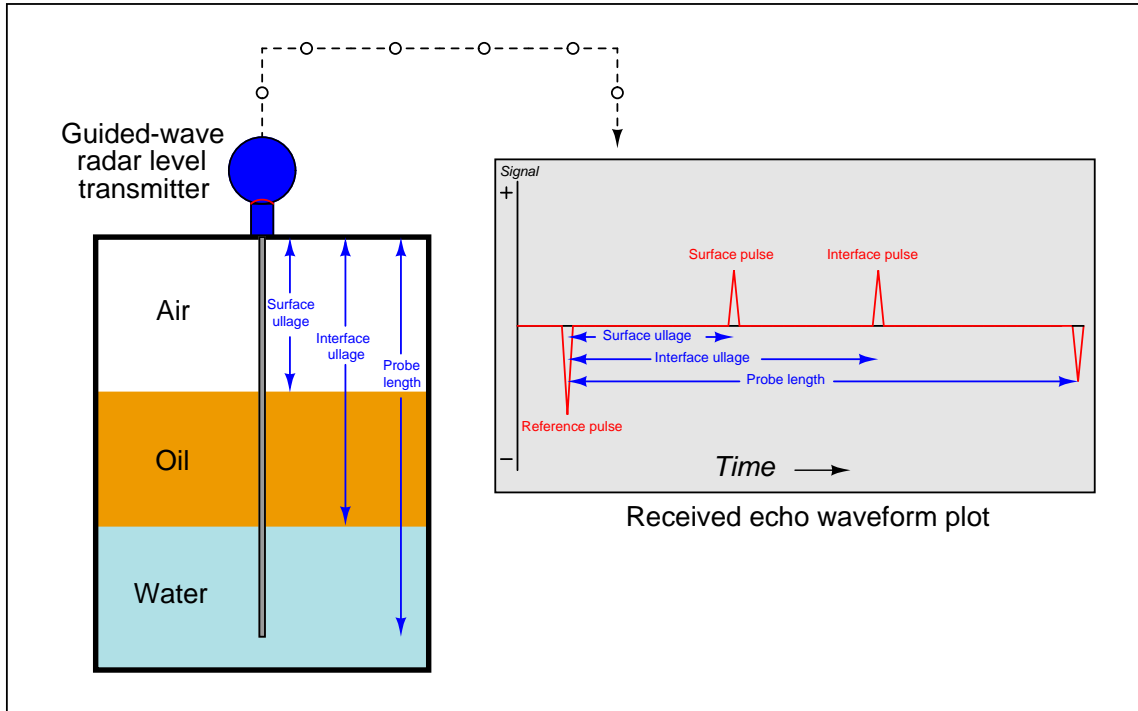 Guided-wave
radar level
transmitter
Air
Oil
Water
Surface
ullage
Interface
ullage
Probe
length
Signal
+
−
Surface pulse
Interface pulse
Surface ullage
Interface ullage
Probe length
Reference pulse
Time
Received echo waveform plot